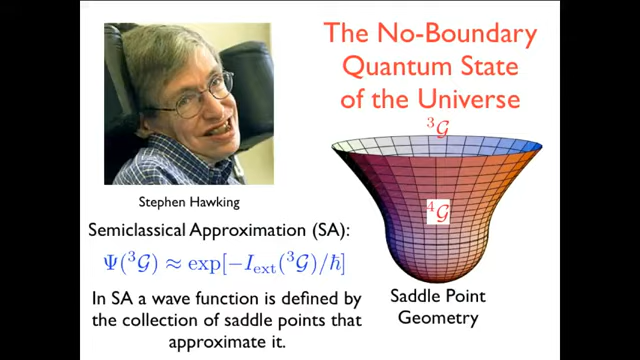 The No-Boundary
Quantum State
of the Universe
³𝒢
⁴𝒢
Stephen Hawking
Semiclassical Approximation (SA):
Ψ(³𝒢) ≈ exp[−I_ext(³𝒢)/ħ]
In SA a wave function is defined by
the collection of saddle points that
approximate it.
Saddle Point
Geometry